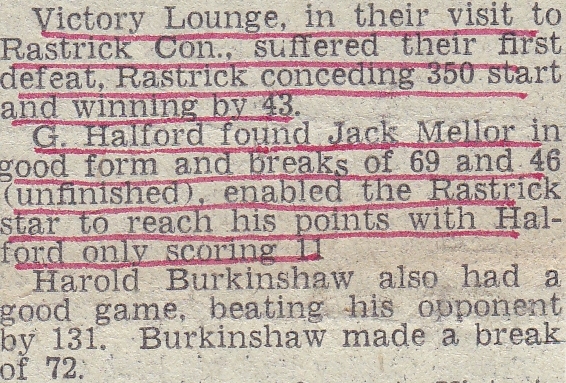 Victory Lounge, in their visit to
Rastrick Con., suffered their first
defeat, Rastrick conceding 350 start
and winning by 43.
G. Halford found Jack Mellor in
good form and breaks of 69 and 46
(unfinished), enabled the Rastrick
star to reach his points with Hal-
ford only scoring 11
Harold Burkinshaw also had a
good game, beating his opponent
by 131. Burkinshaw made a break
of 72.